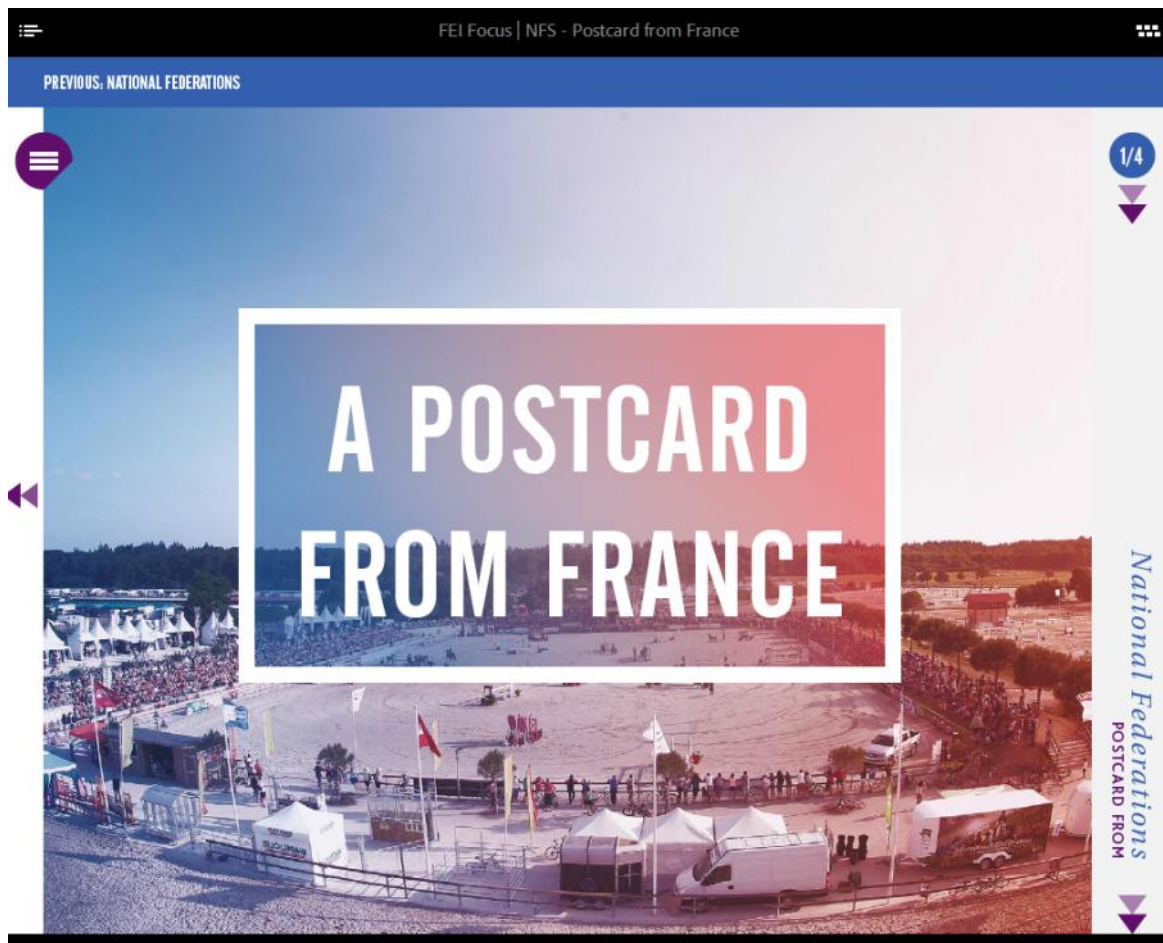 FEI Focus | NFS - Postcard from France
PREVIOUS: NATIONAL FEDERATIONS
1/4
A POSTCARD
FROM FRANCE
National Federations
POSTCARD FROM